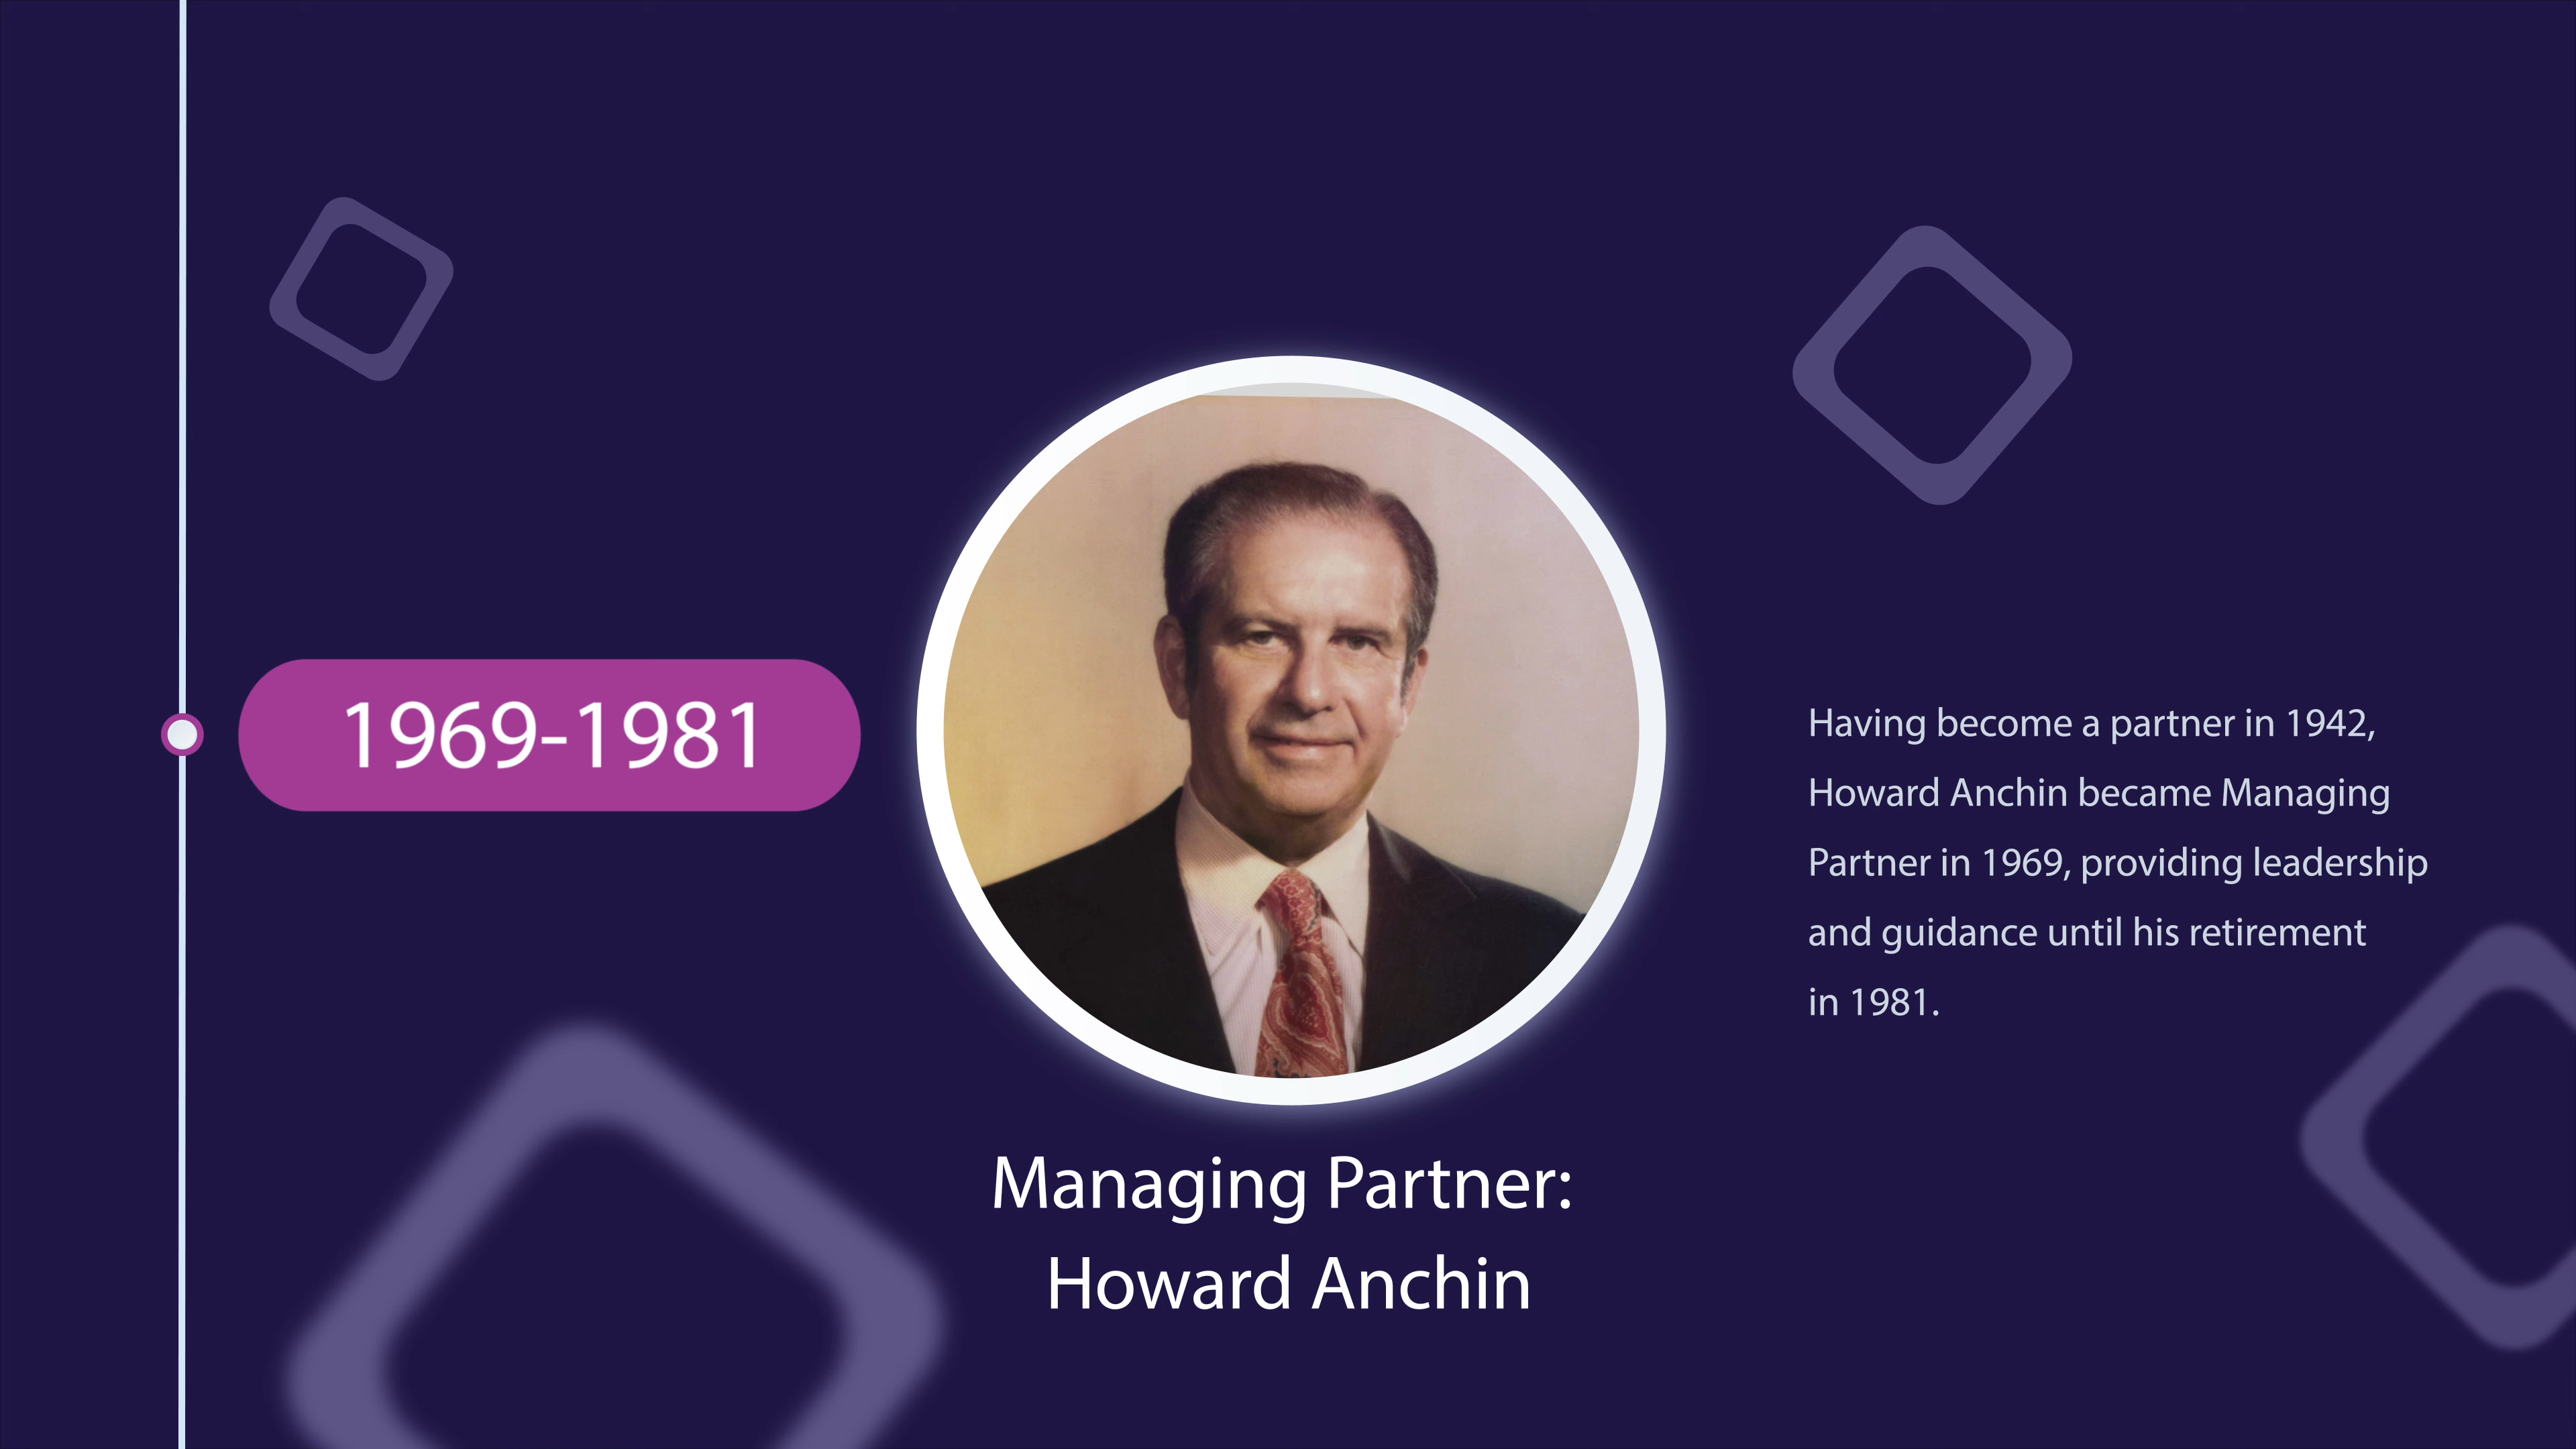 1969-1981
Managing Partner:
Howard Anchin
Having become a partner in 1942,
Howard Anchin became Managing
Partner in 1969, providing leadership
and guidance until his retirement
in 1981.